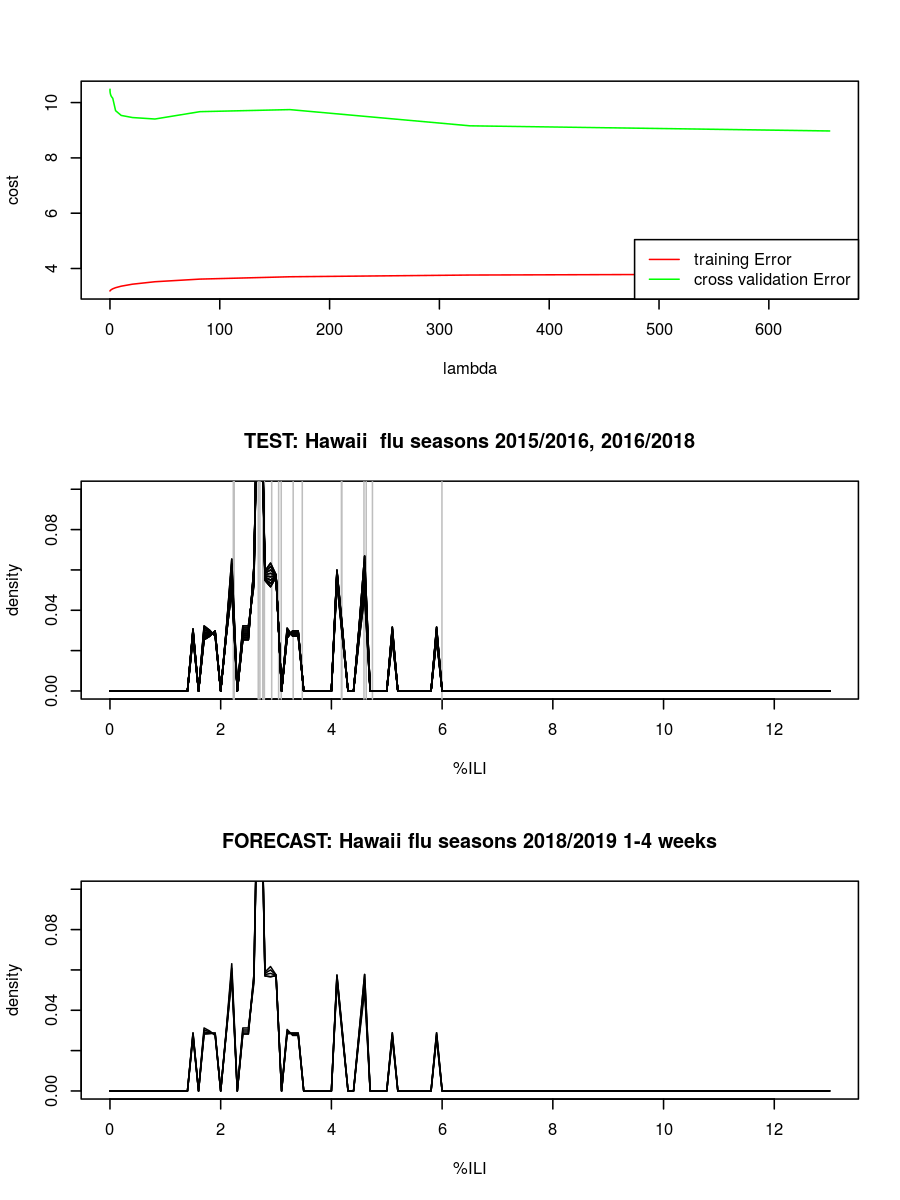 cost
10
8
6
4
training Error
cross validation Error
0 100 200 300 400 500 600
lambda
TEST: Hawaii  flu seasons 2015/2016, 2016/2018
density
0.08
0.04
0.00
0 2 4 6 8 10 12
%ILI
FORECAST: Hawaii flu seasons 2018/2019 1-4 weeks
density
0.08
0.04
0.00
0 2 4 6 8 10 12
%ILI